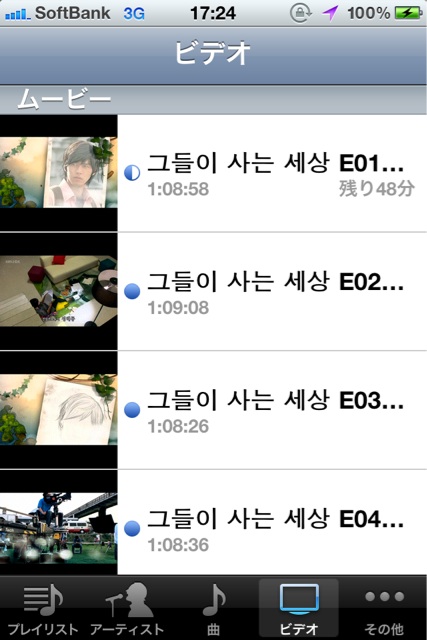 SoftBank 3G 17:24 100%
ビデオ
ムービー
그들이 사는 세상 E01...
1:08:58 残り48分
그들이 사는 세상 E02...
1:09:08
그들이 사는 세상 E03...
1:08:26
그들이 사는 세상 E04...
1:08:36
プレイリスト アーティスト 曲 ビデオ その他